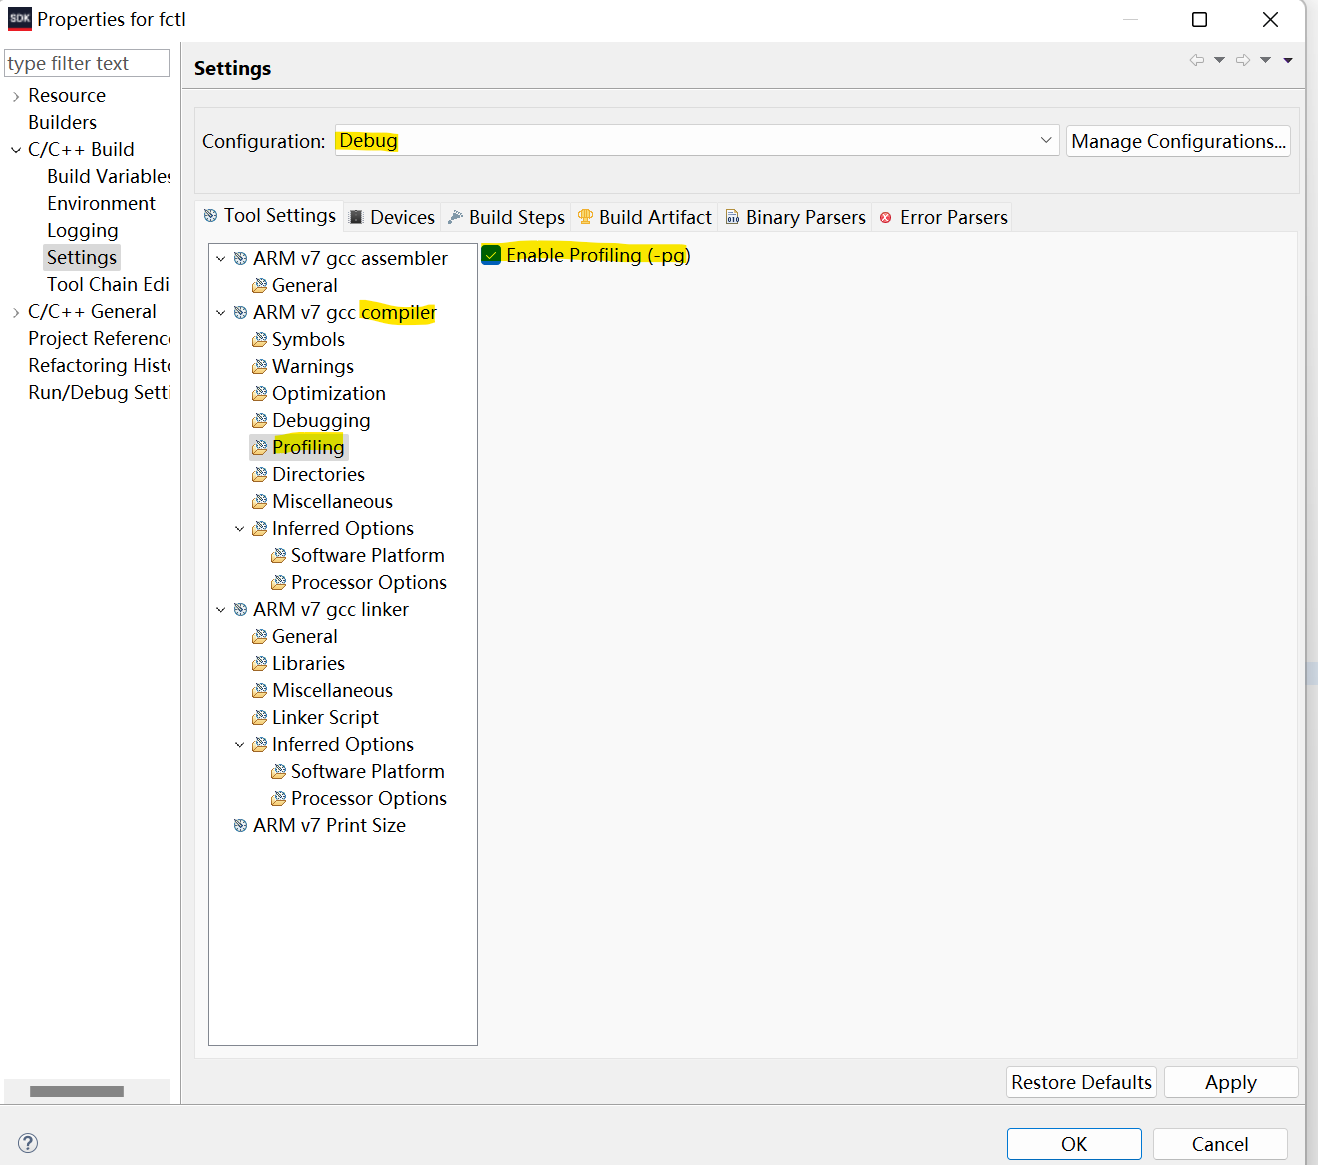 SDK Properties for fctl
type filter text
Resource
Builders
C/C++ Build
Build Variables
Environment
Logging
Settings
Tool Chain Edi
C/C++ General
Project Referenc
Refactoring Histo
Run/Debug Setti
Settings
Configuration: Debug Manage Configurations...
Tool Settings Devices Build Steps Build Artifact Binary Parsers Error Parsers
ARM v7 gcc assembler
General
ARM v7 gcc compiler
Symbols
Warnings
Optimization
Debugging
Profiling
Directories
Miscellaneous
Inferred Options
Software Platform
Processor Options
ARM v7 gcc linker
General
Libraries
Miscellaneous
Linker Script
Inferred Options
Software Platform
Processor Options
ARM v7 Print Size
Enable Profiling (-pg)
Restore Defaults Apply
OK Cancel